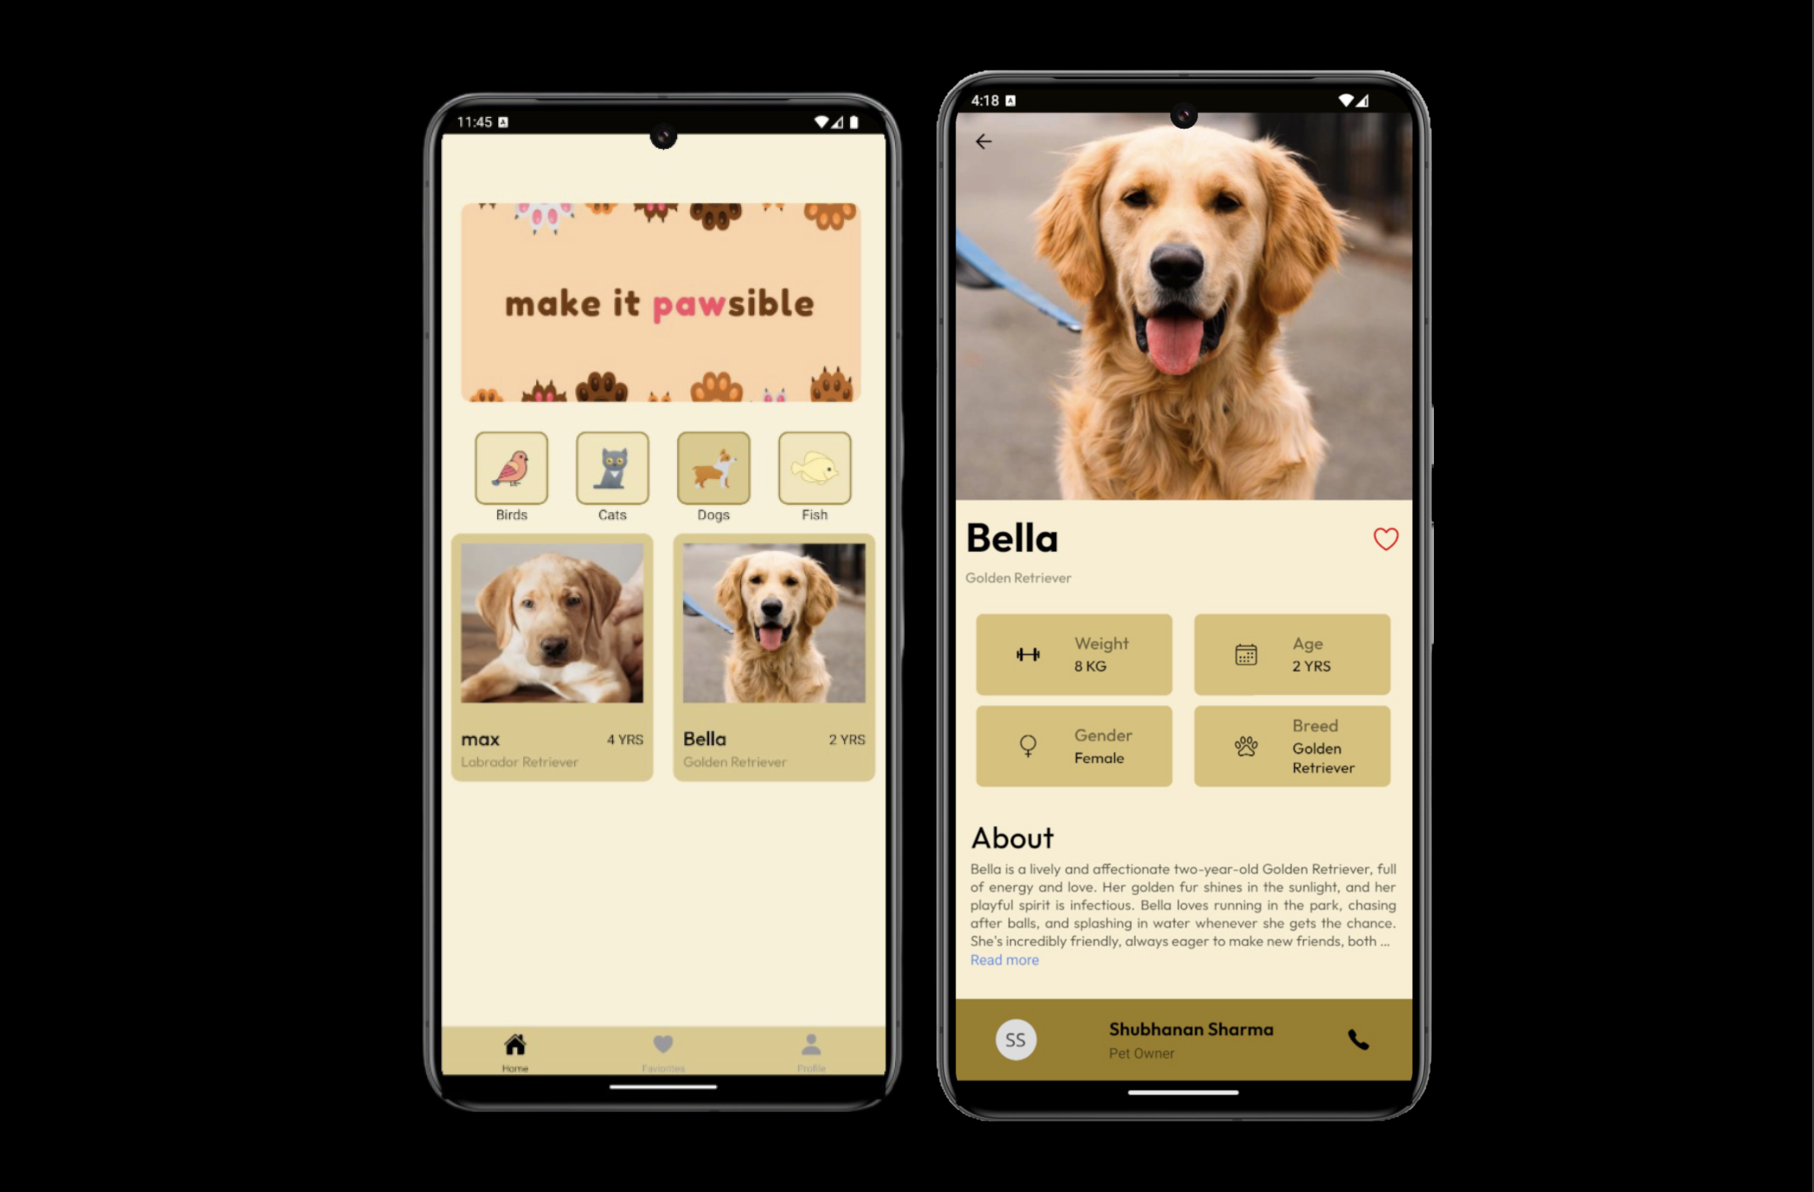 11:45
make it pawsible
Birds
Cats
Dogs
Fish
max
4 YRS
Labrador Retriever
Bella
2 YRS
Golden Retriever
Home
Favorites
Profile
4:18
Bella
Golden Retriever
Weight
8 KG
Age
2 YRS
Gender
Female
Breed
Golden
Retriever
About
Bella is a lively and affectionate two-year-old Golden Retriever, full
of energy and love. Her golden fur shines in the sunlight, and her
playful spirit is infectious. Bella loves running in the park, chasing
after balls, and splashing in water whenever she gets the chance.
She's incredibly friendly, always eager to make new friends, both ...
Read more
SS
Shubhanan Sharma
Pet Owner